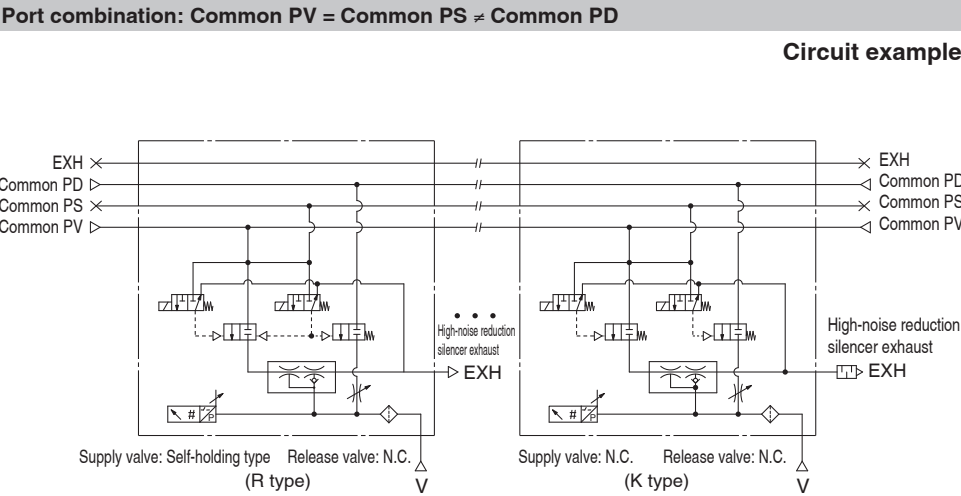 Port combination: Common PV = Common PS ≠ Common PD
Circuit example
EXH
Common PD
Common PS
Common PV
EXH
Common PD
Common PS
Common PV
• • •
High-noise reduction
silencer exhaust
EXH
High-noise reduction
silencer exhaust
EXH
# P
# P
Supply valve: Self-holding type Release valve: N.C.
(R type)
V
Supply valve: N.C. Release valve: N.C.
(K type)
V